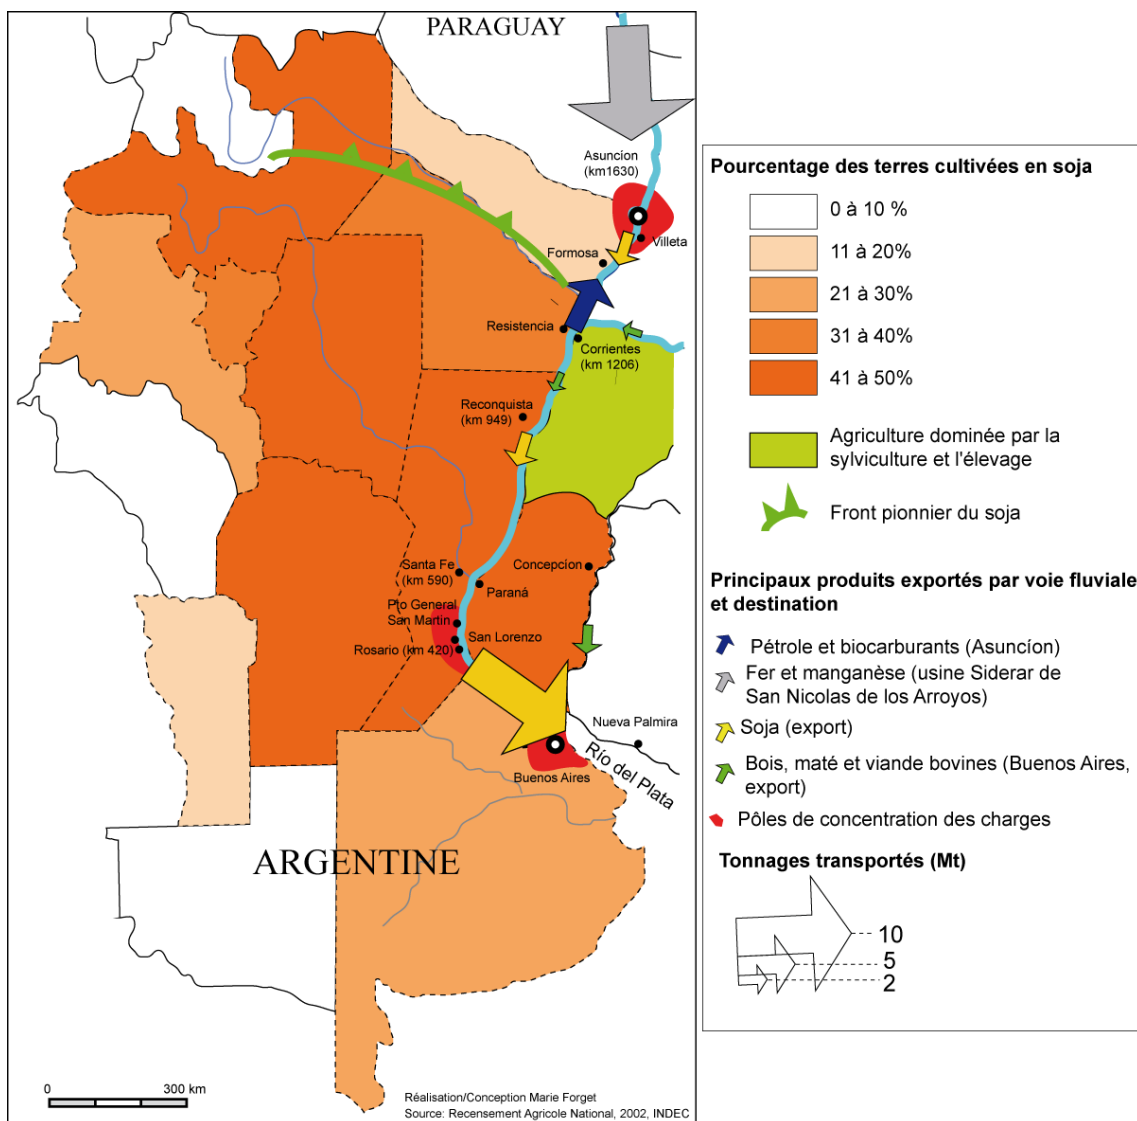 PARAGUAY
Asuncion
(km1630)
Villeta
Formosa
Resistencia
Corrientes
(km 1206)
Reconquista
(km 949)
Santa Fe
(km 590)
Concepcion
Paraná
Pto General
San Martin
San Lorenzo
Rosario (km 420)
Nueva Palmira
Río del Plata
Buenos Aires
ARGENTINE
0
300 km
Réalisation/Conception Marie Forget
Source: Recensement Agricole National, 2002, INDEC
Pourcentage des terres cultivées en soja
0 à 10 %
11 à 20%
21 à 30%
31 à 40%
41 à 50%
Agriculture dominée par la
sylviculture et l'élevage
Front pionnier du soja
Principaux produits exportés par voie fluviale
et destination
Pétrole et biocarburants (Asuncíon)
Fer et manganèse (usine Siderar de
San Nicolas de los Arroyos)
Soja (export)
Bois, maté et viande bovines (Buenos Aires,
export)
Pôles de concentration des charges
Tonnages transportés (Mt)
10
5
2